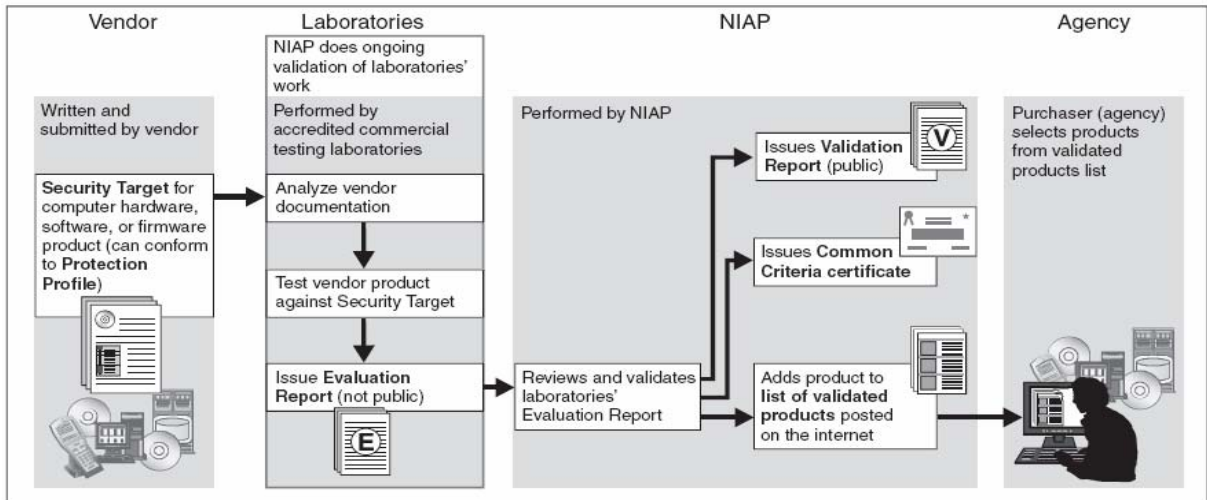 Vendor
Laboratories
NIAP
Agency
Written and
submitted by vendor
Security Target for
computer hardware,
software, or firmware
product (can conform
to Protection
Profile)
NIAP does ongoing
validation of laboratories'
work
Performed by
accredited commercial
testing laboratories
Analyze vendor
documentation
Test vendor product
against Security Target
Issue Evaluation
Report (not public)
E
Performed by NIAP
Reviews and validates
laboratories'
Evaluation Report
Issues Validation
Report (public)
V
Issues Common
Criteria certificate
Adds product to
list of validated
products posted
on the internet
Purchaser (agency)
selects products
from validated
products list